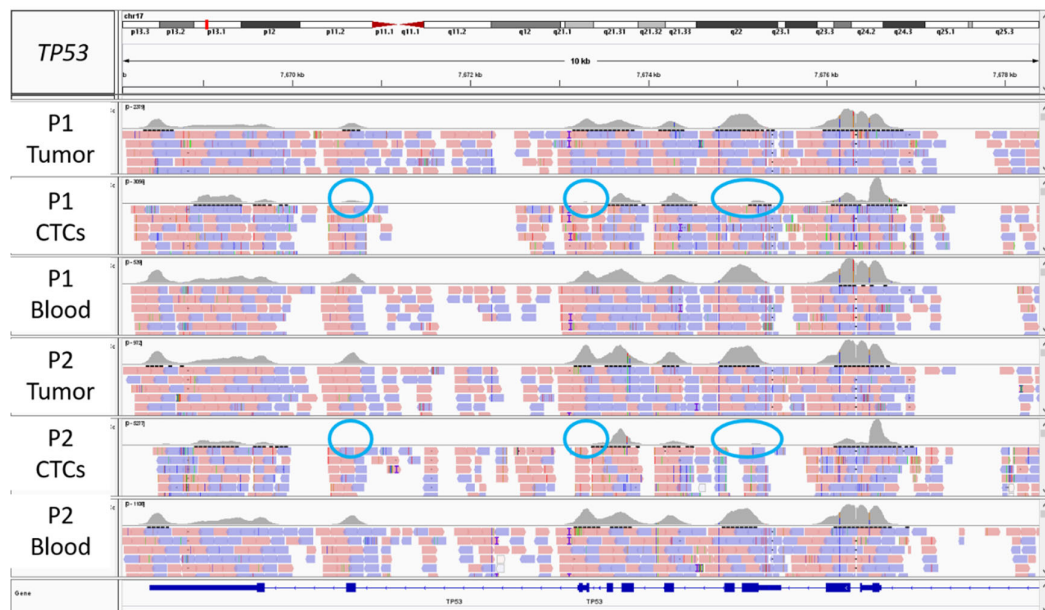 chr17
p13.3 p13.2 p13.1 p12 p11.2 p11.1 q11.1 q11.2 q12 q21.1 q21.31 q21.32 q21.33 q22 q23.1 q23.3 q24.2 q24.3 q25.1 q25.3
TP53
10 kb
7,670 kb 7,672 kb 7,674 kb 7,676 kb 7,678 kb
P1
Tumor
P1
CTCs
P1
Blood
P2
Tumor
P2
CTCs
P2
Blood
Gene
TP53 TP53